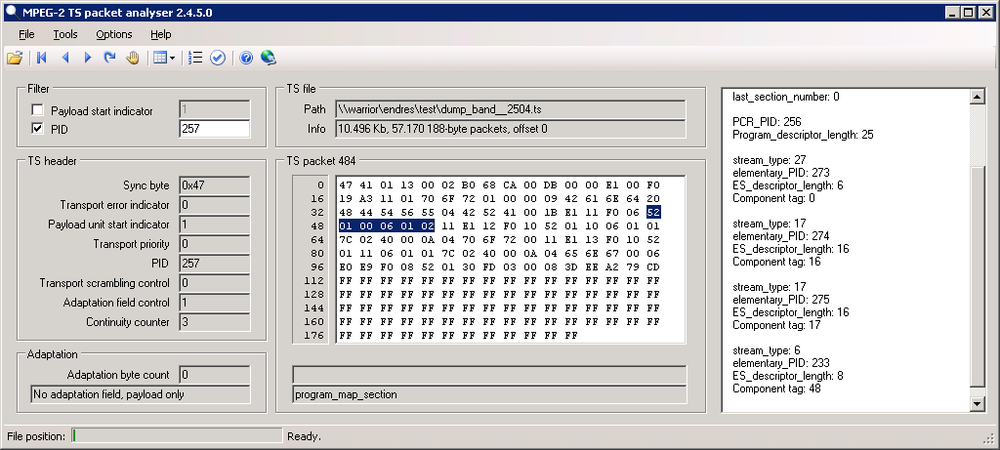 MPEG-2 TS packet analyser 2.4.5.0
File Tools Options Help
Filter
Payload start indicator 1
PID 257
TS file
Path \\warrior\endres\test\dump_band__2504.ts
Info 10.496 Kb, 57.170 188-byte packets, offset 0
TS header
Sync byte 0x47
Transport error indicator 0
Payload unit start indicator 1
Transport priority 0
PID 257
Transport scrambling control 0
Adaptation field control 1
Continuity counter 3
Adaptation
Adaptation byte count 0
No adaptation field, payload only
TS packet 484
0 47 41 01 13 00 02 B0 68 CA 00 DB 00 00 E1 00 F0
16 19 A3 11 01 70 6F 72 01 00 00 09 42 61 6E 64 20
32 48 44 54 56 55 04 42 52 41 00 1B E1 11 F0 06 52
48 01 00 06 01 02 11 E1 12 F0 10 52 01 10 06 01 01
64 7C 02 40 00 0A 04 70 6F 72 00 11 E1 13 F0 10 52
80 01 11 06 01 01 7C 02 40 00 0A 04 65 6E 67 00 06
96 E0 E9 F0 08 52 01 30 FD 03 00 08 3D EE A2 79 CD
112 FF FF FF FF FF FF FF FF FF FF FF FF FF FF FF FF
128 FF FF FF FF FF FF FF FF FF FF FF FF FF FF FF FF
144 FF FF FF FF FF FF FF FF FF FF FF FF FF FF FF FF
160 FF FF FF FF FF FF FF FF FF FF FF FF FF FF FF FF
176 FF FF FF FF FF FF FF FF FF FF FF FF
program_map_section
last_section_number: 0
PCR_PID: 256
Program_descriptor_length: 25
stream_type: 27
elementary_PID: 273
ES_descriptor_length: 6
Component tag: 0
stream_type: 17
elementary_PID: 274
ES_descriptor_length: 16
Component tag: 16
stream_type: 17
elementary_PID: 275
ES_descriptor_length: 16
Component tag: 17
stream_type: 6
elementary_PID: 233
ES_descriptor_length: 8
Component tag: 48
File position: Ready.